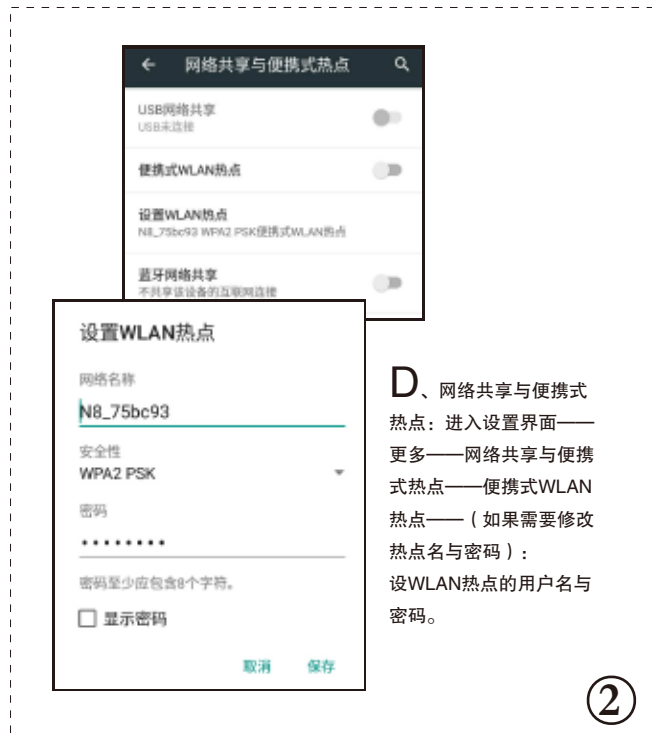 网络共享与便携式热点
USB网络共享
USB未连接
便携式WLAN热点
设置WLAN热点
N8_75bc93 WPA2 PSK便携式WLAN热点
蓝牙网络共享
不共享该设备的互联网连接
设置WLAN热点
网络名称
N8_75bc93
安全性
WPA2 PSK
密码
••••••••
密码至少应包含8个字符。
显示密码
取消 保存
D、网络共享与便携式
热点：进入设置界面——
更多——网络共享与便携
式热点——便携式WLAN
热点——（如果需要修改
热点名与密码）：
设WLAN热点的用户名与
密码。
②